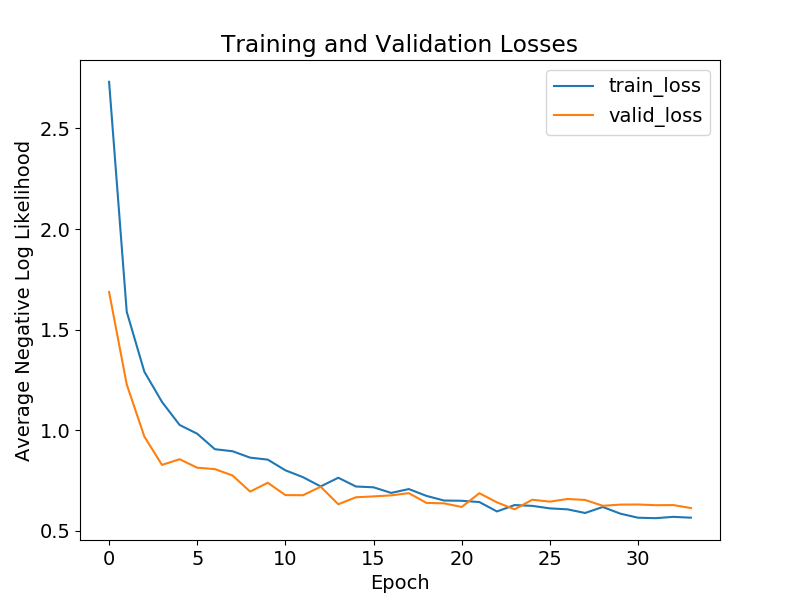 Training and Validation Losses
train_loss
valid_loss
Average Negative Log Likelihood
2.5
2.0
1.5
1.0
0.5
0 5 10 15 20 25 30
Epoch